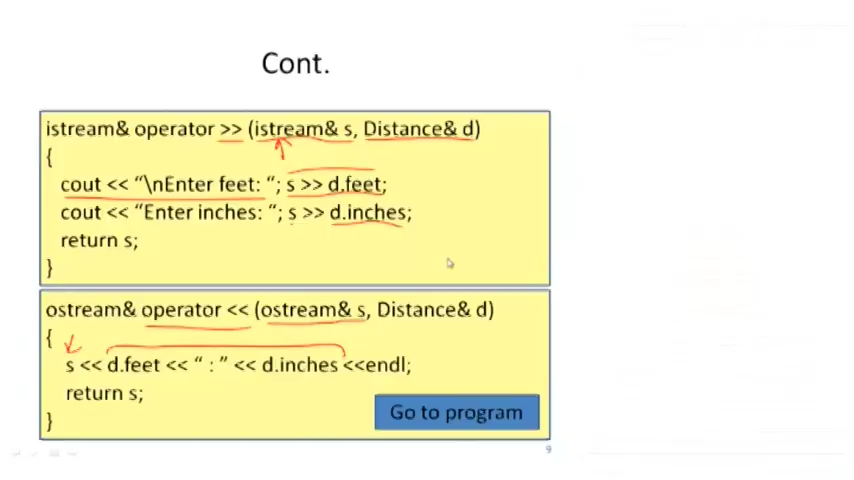 Cont.
istream& operator >> (istream& s, Distance& d)
{
cout << “\nEnter feet: “; s >> d.feet;
cout << “Enter inches: “; s >> d.inches;
return s;
}
ostream& operator << (ostream& s, Distance& d)
{
s << d.feet << “ : ” << d.inches <<endl;
return s;
}
Go to program
9